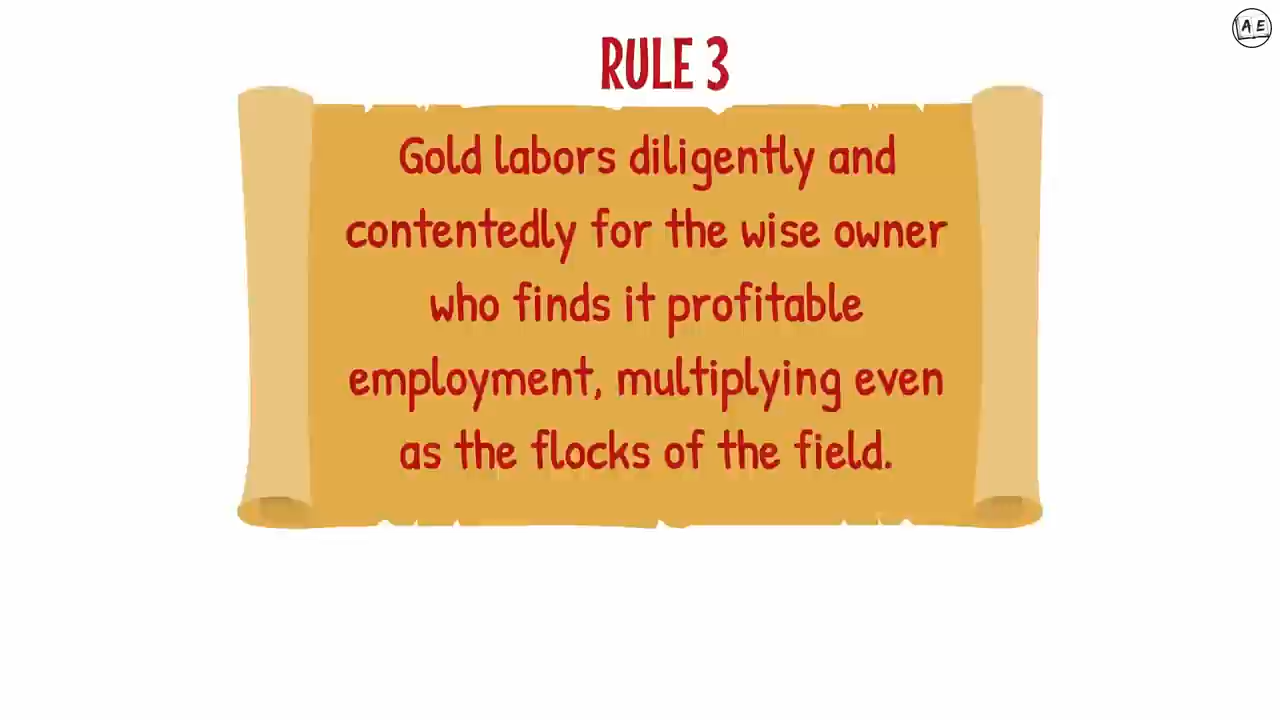 AE
RULE 3
Gold labors diligently and
contentedly for the wise owner
who finds it profitable
employment, multiplying even
as the flocks of the field.